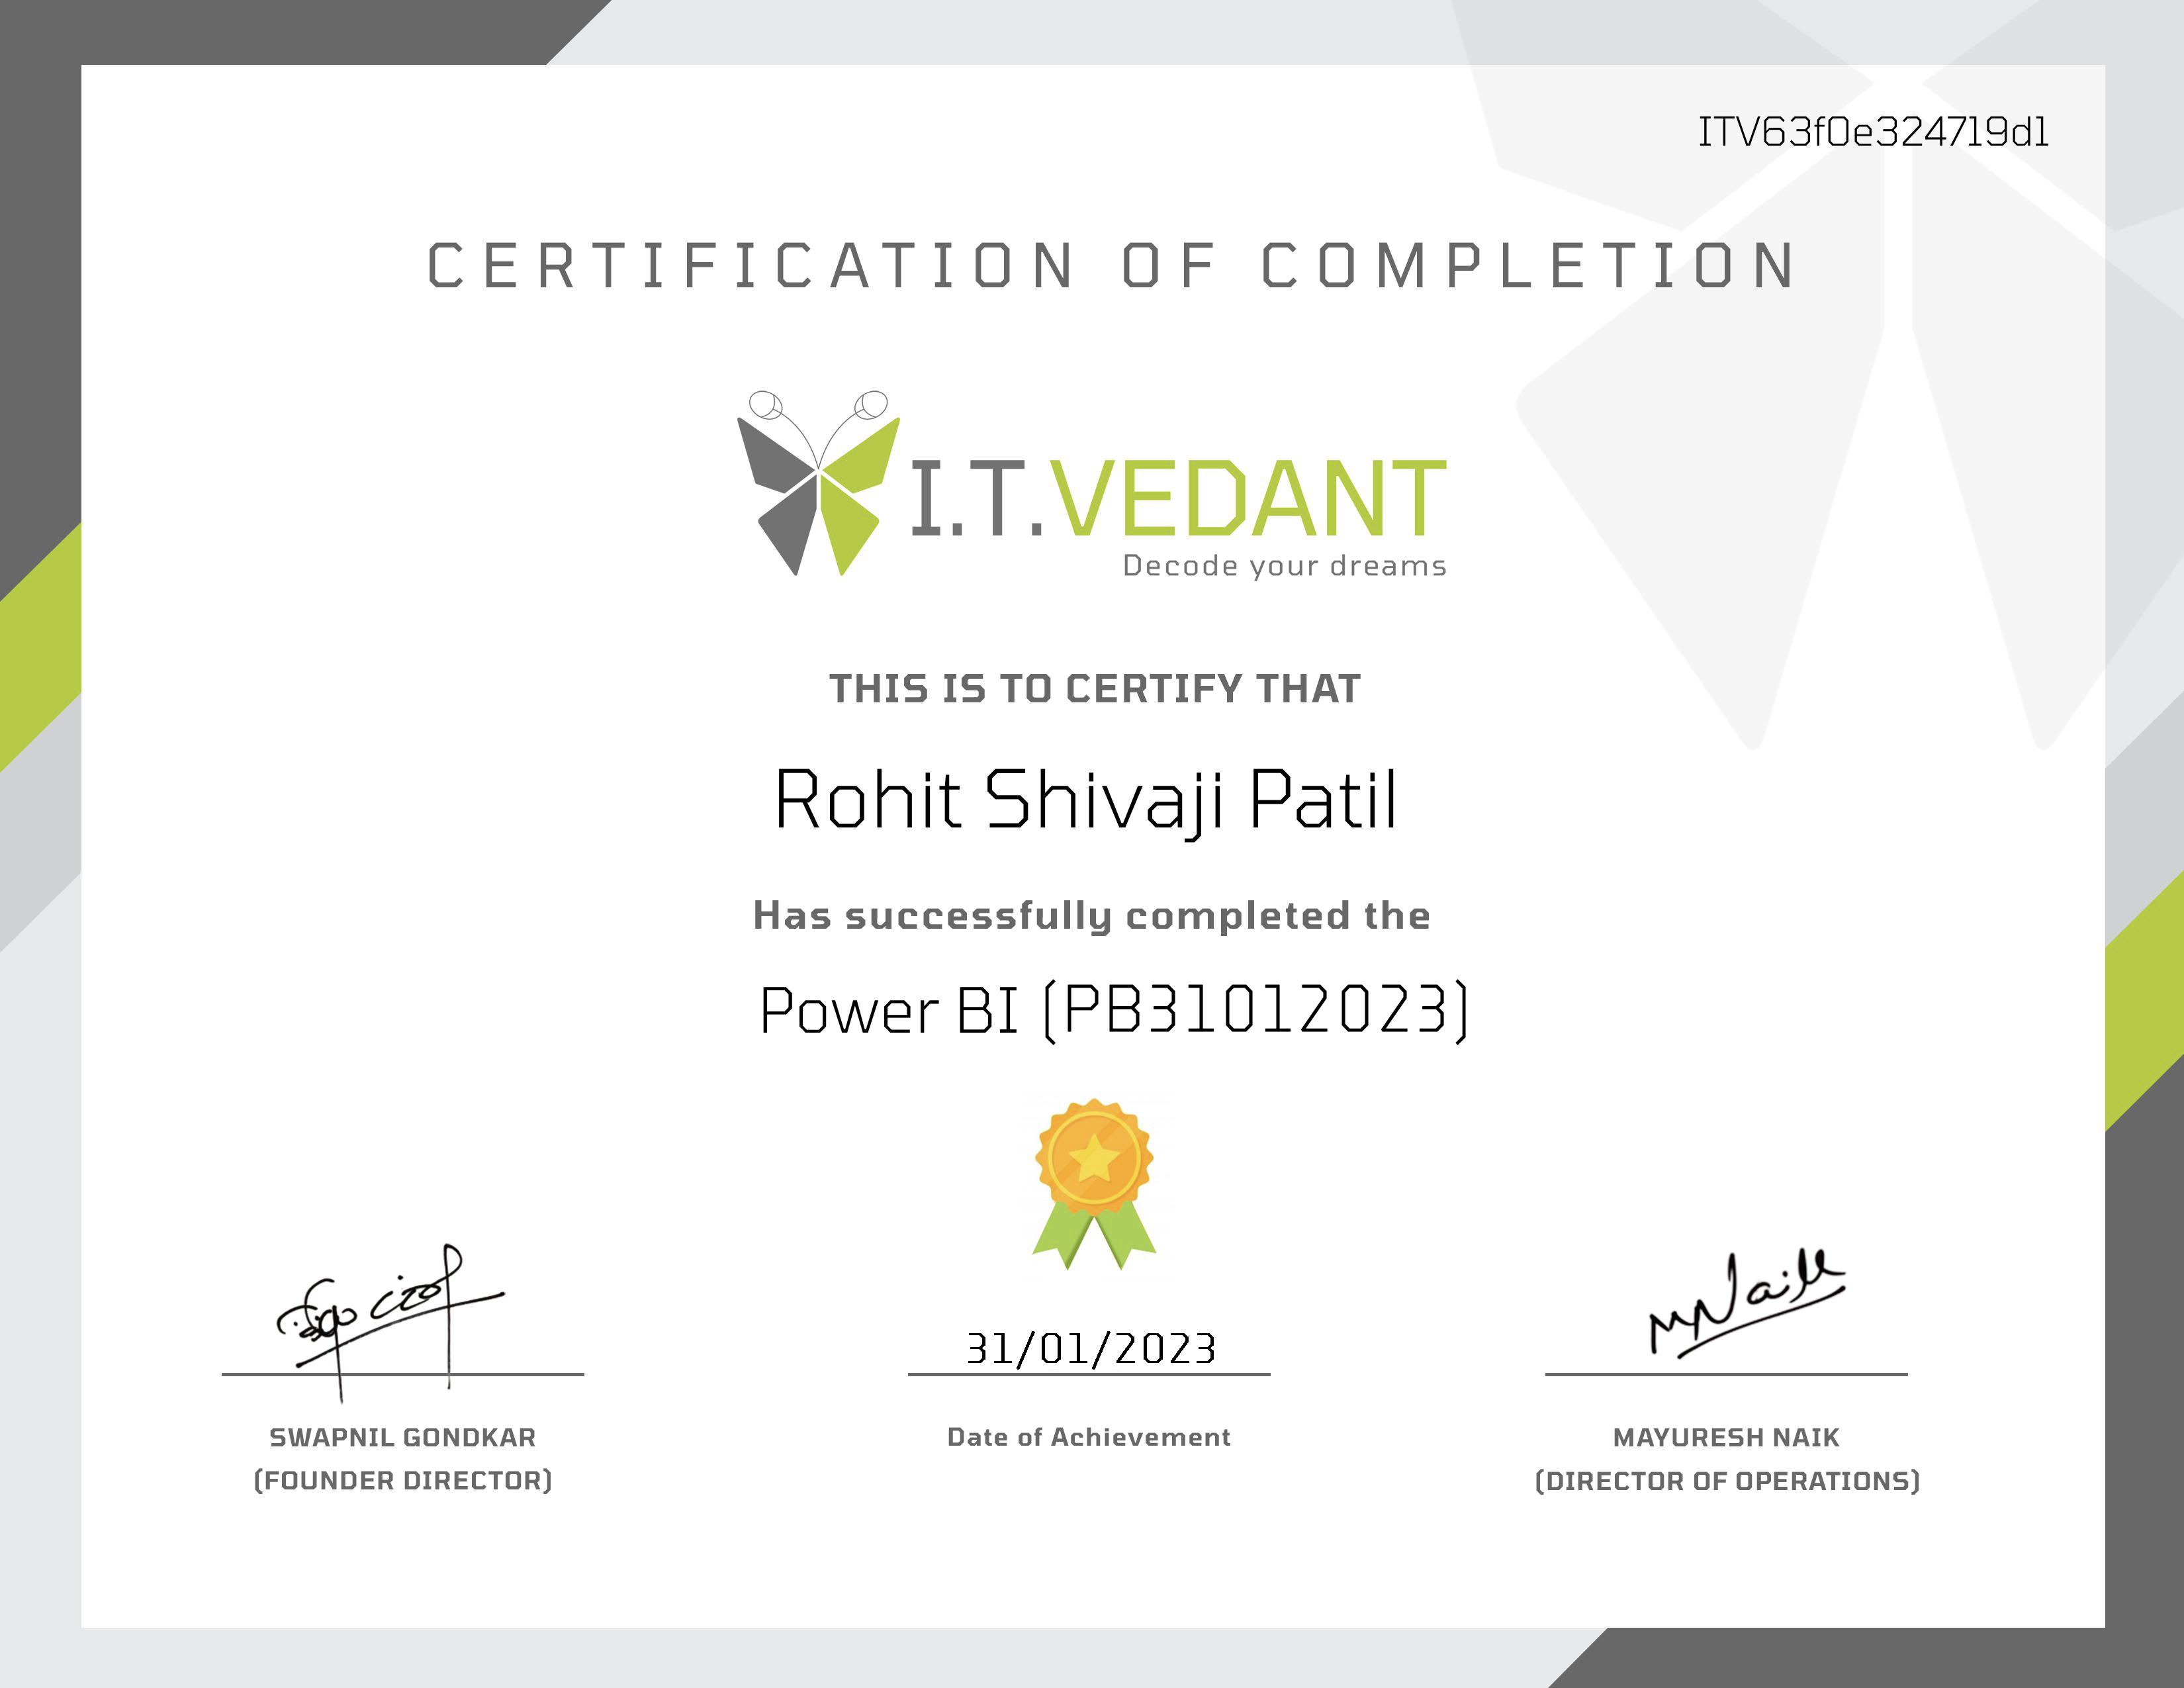 ITV63f0e324719d1
CERTIFICATION OF COMPLETION
I.T.VEDANT
Decode your dreams
THIS IS TO CERTIFY THAT
Rohit Shivaji Patil
Has successfully completed the
Power BI (PB31012023)
31/01/2023
SWAPNIL GONDKAR
(FOUNDER DIRECTOR)
Date of Achievement
MNaik
MAYURESH NAIK
(DIRECTOR OF OPERATIONS)